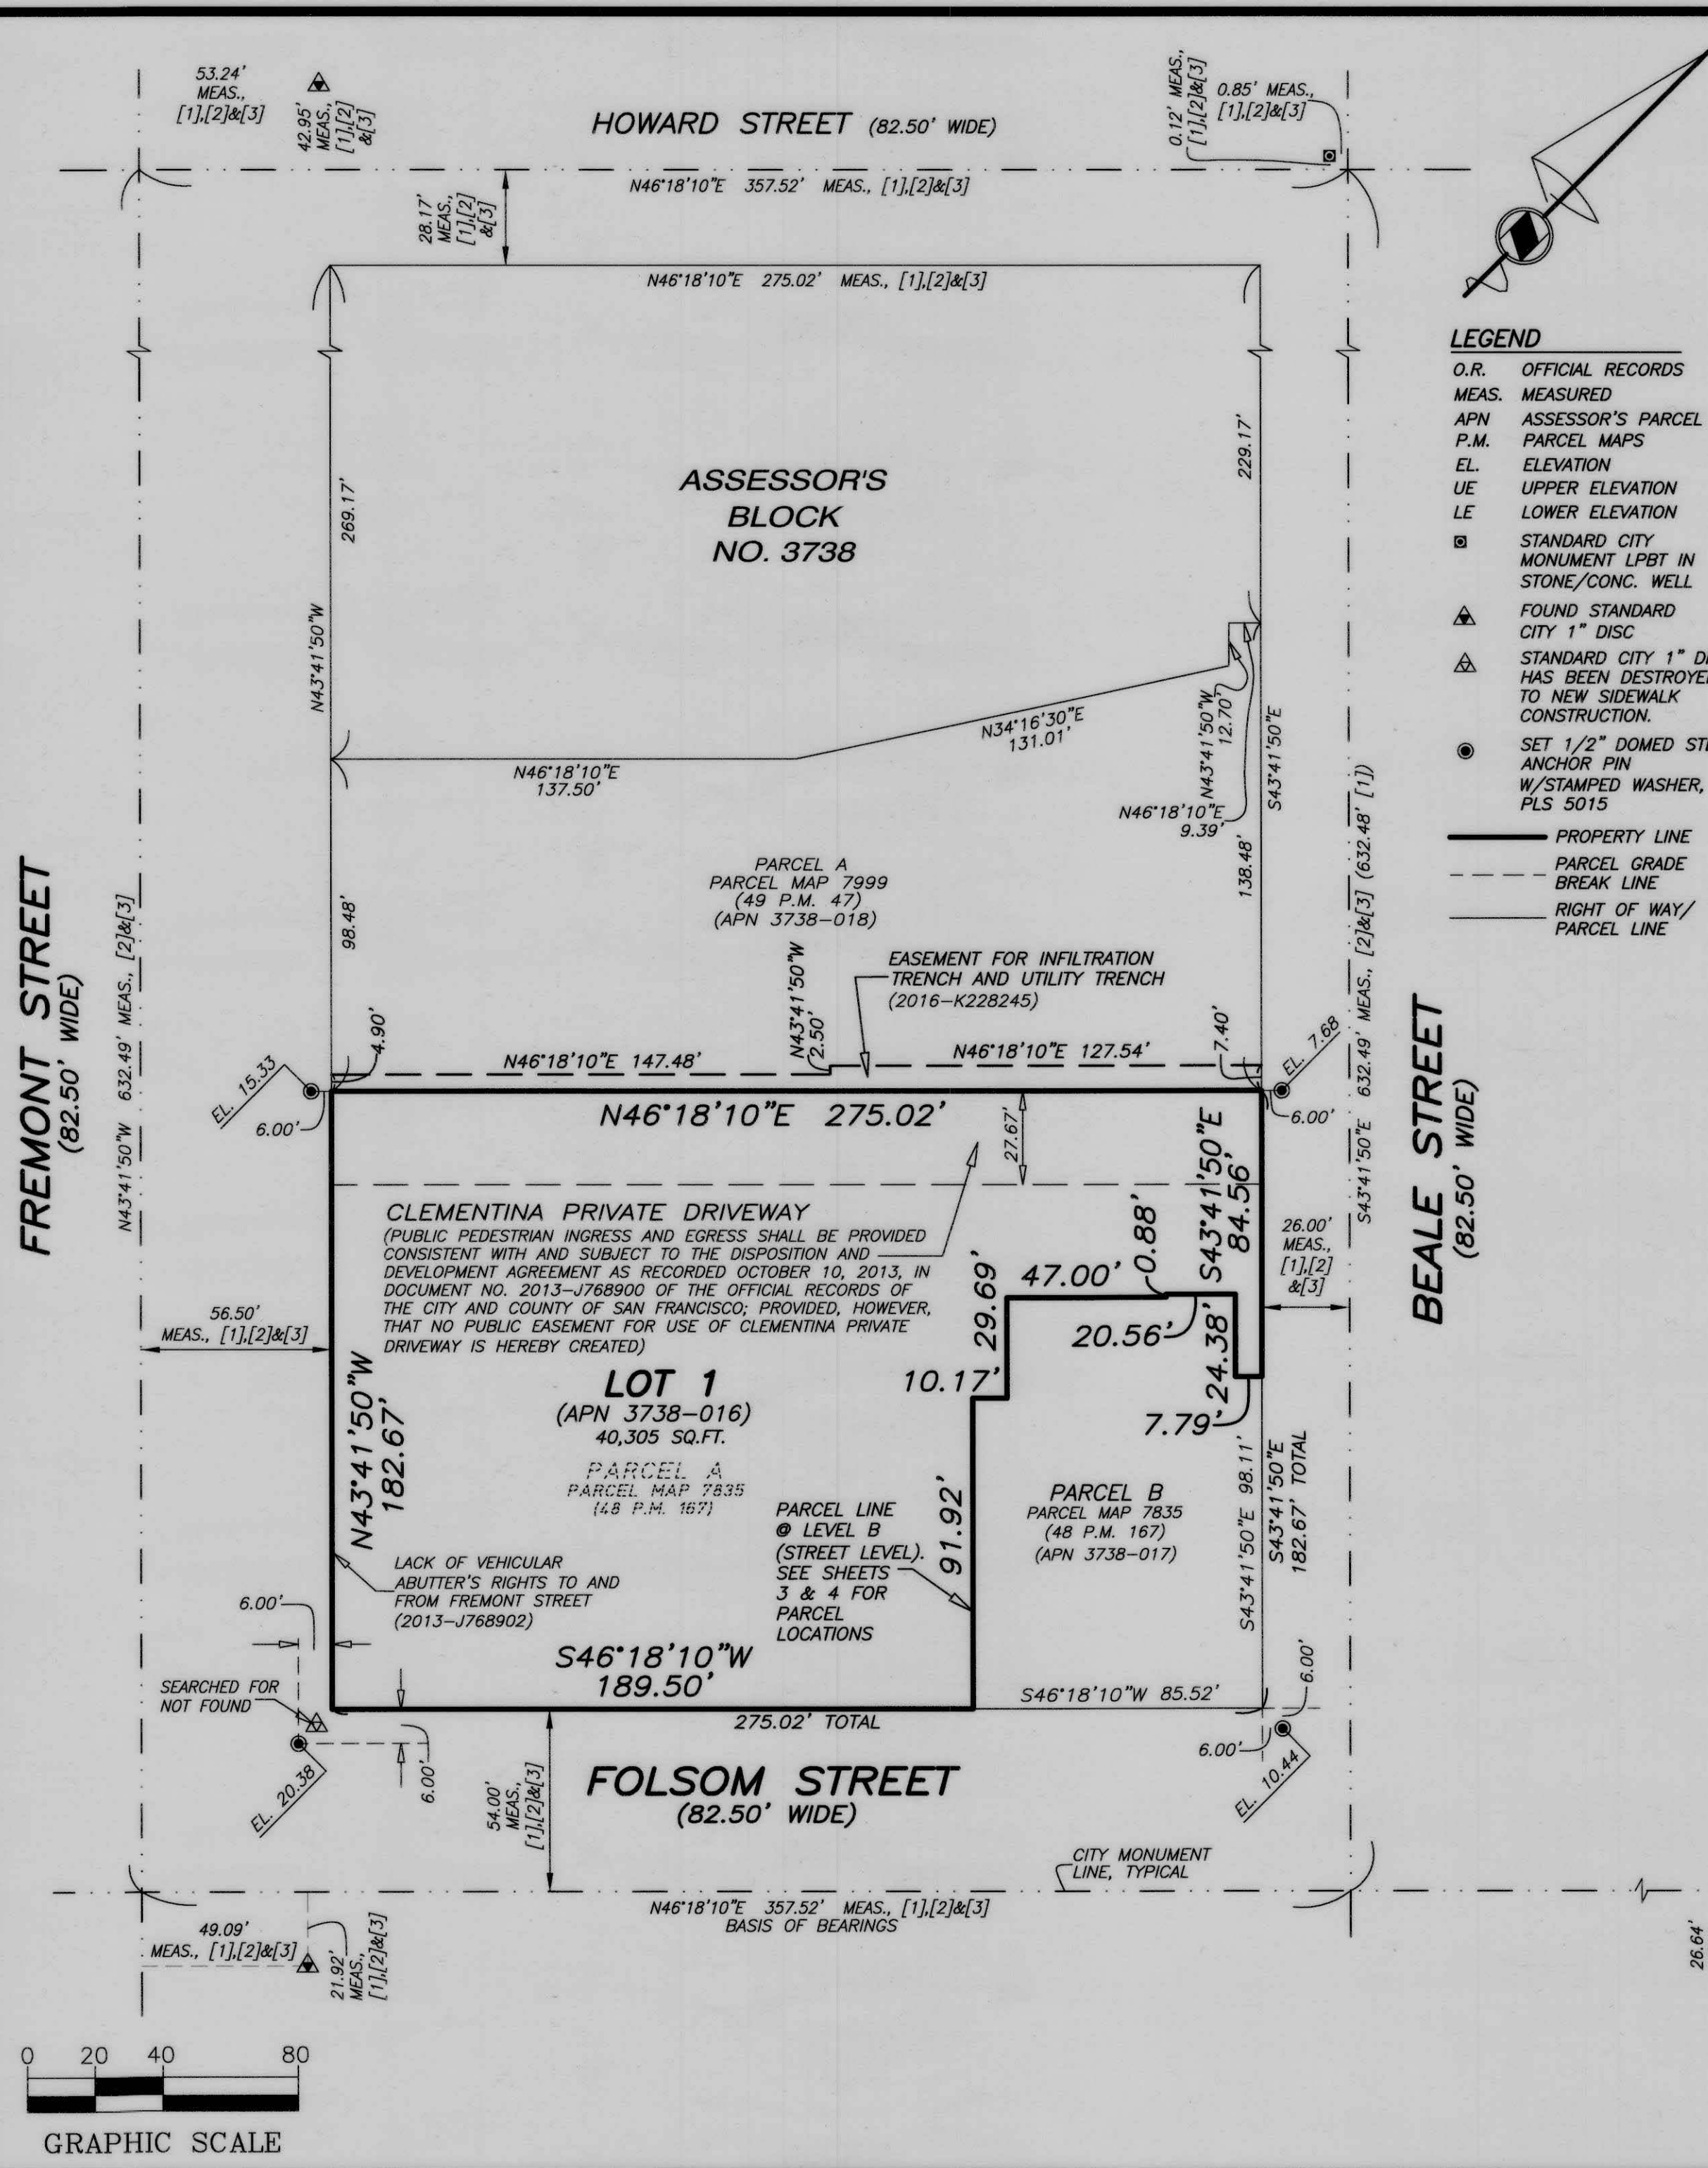 53.24'
MEAS.,
[1],[2]&[3]
42.95'
MEAS.,
[1],[2]
&[3]
HOWARD STREET (82.50' WIDE)
0.12' MEAS.,
[1],[2]&[3]
0.85' MEAS.,
[1],[2]&[3]
N46°18'10"E 357.52' MEAS., [1],[2]&[3]
28.17'
MEAS.,
[1],[2]
&[3]
N46°18'10"E 275.02' MEAS., [1],[2]&[3]
LEGEND
O.R. OFFICIAL RECORDS
MEAS. MEASURED
APN ASSESSOR'S PARCEL
P.M. PARCEL MAPS
EL. ELEVATION
UE UPPER ELEVATION
LE LOWER ELEVATION
STANDARD CITY
MONUMENT LPBT IN
STONE/CONC. WELL
FOUND STANDARD
CITY 1" DISC
STANDARD CITY 1" D
HAS BEEN DESTROYE
TO NEW SIDEWALK
CONSTRUCTION.
SET 1/2" DOMED ST
ANCHOR PIN
W/STAMPED WASHER,
PLS 5015
PROPERTY LINE
PARCEL GRADE
BREAK LINE
RIGHT OF WAY/
PARCEL LINE
ASSESSOR'S
BLOCK
NO. 3738
269.17'
N43°41'50"W
229.17'
N46°18'10"E
137.50'
N34°16'30"E
131.01'
N43°41'50"W
12.70'
N46°18'10"E
9.39'
S43°41'50"E
138.48'
98.48'
PARCEL A
PARCEL MAP 7999
(49 P.M. 47)
(APN 3738-018)
EASEMENT FOR INFILTRATION
TRENCH AND UTILITY TRENCH
(2016-K228245)
N43°41'50"W
2.50'
4.90'
N46°18'10"E 147.48'
N46°18'10"E 127.54'
7.40'
FREMONT STREET
(82.50' WIDE)
N43°41'50"W 632.49' MEAS., [2]&[3]
S43°41'50"E 632.49' MEAS., [2]&[3] (632.48' [1])
BEALE STREET
(82.50' WIDE)
EL. 15.33
6.00'
EL. 7.68
6.00'
N46°18'10"E 275.02'
27.67'
S43°41'50"E
84.56'
CLEMENTINA PRIVATE DRIVEWAY
(PUBLIC PEDESTRIAN INGRESS AND EGRESS SHALL BE PROVIDED
CONSISTENT WITH AND SUBJECT TO THE DISPOSITION AND
DEVELOPMENT AGREEMENT AS RECORDED OCTOBER 10, 2013, IN
DOCUMENT NO. 2013-J768900 OF THE OFFICIAL RECORDS OF
THE CITY AND COUNTY OF SAN FRANCISCO; PROVIDED, HOWEVER,
THAT NO PUBLIC EASEMENT FOR USE OF CLEMENTINA PRIVATE
DRIVEWAY IS HEREBY CREATED)
56.50'
MEAS., [1],[2]&[3]
26.00'
MEAS.,
[1],[2]
&[3]
29.69'
47.00'
0.88'
20.56'
24.38'
10.17'
7.79'
N43°41'50"W
182.67'
LOT 1
(APN 3738-016)
40,305 SQ.FT.
PARCEL A
PARCEL MAP 7835
(48 P.M. 167)
PARCEL LINE
@ LEVEL B
(STREET LEVEL).
SEE SHEETS
3 & 4 FOR
PARCEL
LOCATIONS
91.92'
PARCEL B
PARCEL MAP 7835
(48 P.M. 167)
(APN 3738-017)
S43°41'50"E 98.11'
S43°41'50"E
182.67' TOTAL
LACK OF VEHICULAR
ABUTTER'S RIGHTS TO AND
FROM FREMONT STREET
(2013-J768902)
6.00'
SEARCHED FOR
NOT FOUND
S46°18'10"W
189.50'
S46°18'10"W 85.52'
275.02' TOTAL
6.00'
6.00'
EL. 20.38
6.00'
EL. 10.44
54.00'
MEAS.,
[1],[2]&[3]
FOLSOM STREET
(82.50' WIDE)
CITY MONUMENT
LINE, TYPICAL
N46°18'10"E 357.52' MEAS., [1],[2]&[3]
BASIS OF BEARINGS
49.09'
MEAS., [1],[2]&[3]
21.92'
MEAS.,
[1],[2]&[3]
26.64'
0 20 40 80
GRAPHIC SCALE